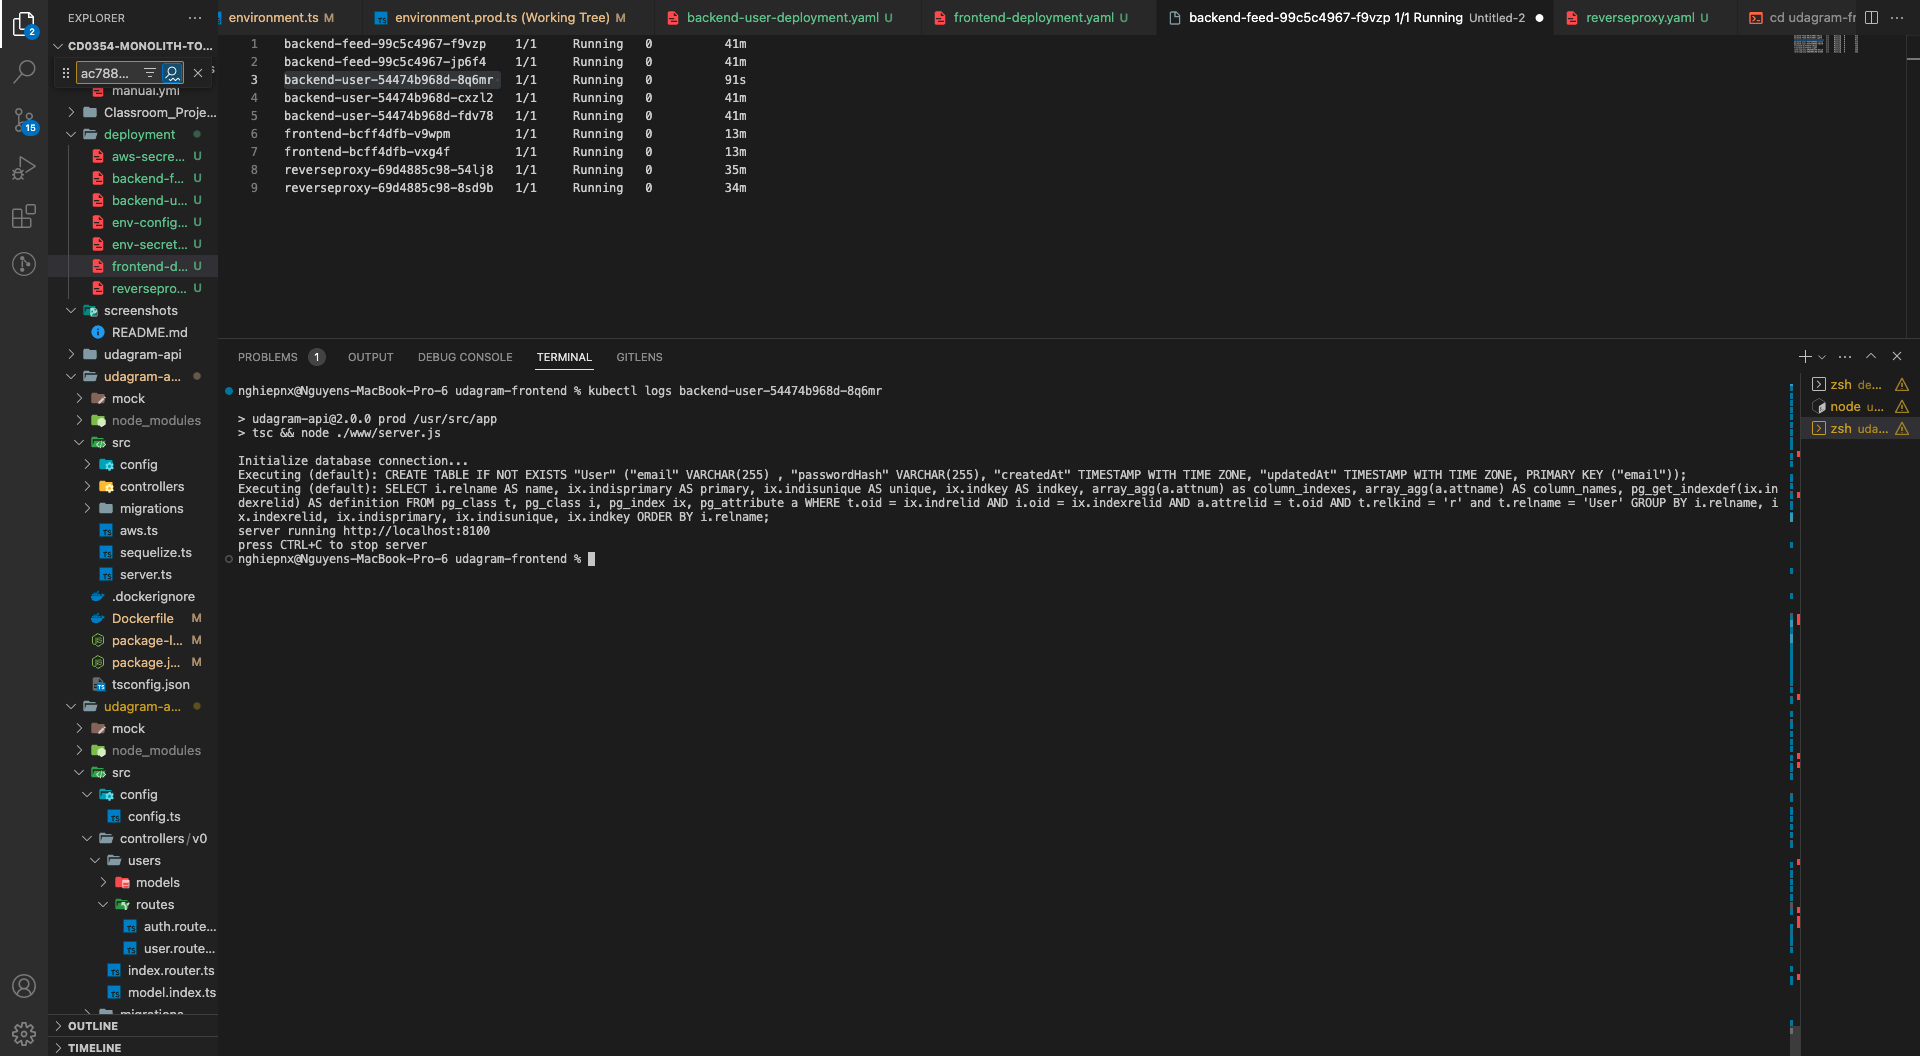 EXPLORER
environment.ts M
environment.prod.ts (Working Tree) M
backend-user-deployment.yaml U
frontend-deployment.yaml U
backend-feed-99c5c4967-f9vzp 1/1 Running Untitled-2
reverseproxy.yaml U
cd udagram-fr
2
CD0354-MONOLITH-TO...
ac788...
manual.yml
Classroom_Proje...
15
deployment
aws-secre... U
backend-f... U
backend-u... U
env-config... U
env-secret... U
frontend-d... U
reversepro... U
screenshots
README.md
udagram-api
udagram-a...
mock
node_modules
src
config
controllers
migrations
aws.ts
sequelize.ts
server.ts
.dockerignore
Dockerfile M
package-l... M
package.j... M
tsconfig.json
udagram-a...
mock
node_modules
src
config
config.ts
controllers/v0
users
models
routes
auth.route...
user.route...
index.router.ts
model.index.ts
migrations
OUTLINE
TIMELINE
1 backend-feed-99c5c4967-f9vzp 1/1 Running 0 41m
2 backend-feed-99c5c4967-jp6f4 1/1 Running 0 41m
3 backend-user-54474b968d-8q6mr 1/1 Running 0 91s
4 backend-user-54474b968d-cxzl2 1/1 Running 0 41m
5 backend-user-54474b968d-fdv78 1/1 Running 0 41m
6 frontend-bcff4dfb-v9wpm 1/1 Running 0 13m
7 frontend-bcff4dfb-vxg4f 1/1 Running 0 13m
8 reverseproxy-69d4885c98-54lj8 1/1 Running 0 35m
9 reverseproxy-69d4885c98-8sd9b 1/1 Running 0 34m
PROBLEMS 1 OUTPUT DEBUG CONSOLE TERMINAL GITLENS
nghiepnx@Nguyens-MacBook-Pro-6 udagram-frontend % kubectl logs backend-user-54474b968d-8q6mr
> udagram-api@2.0.0 prod /usr/src/app
> tsc && node ./www/server.js
Initialize database connection...
Executing (default): CREATE TABLE IF NOT EXISTS "User" ("email" VARCHAR(255) , "passwordHash" VARCHAR(255), "createdAt" TIMESTAMP WITH TIME ZONE, "updatedAt" TIMESTAMP WITH TIME ZONE, PRIMARY KEY ("email"));
Executing (default): SELECT i.relname AS name, ix.indisprimary AS primary, ix.indisunique AS unique, ix.indkey AS indkey, array_agg(a.attnum) as column_indexes, array_agg(a.attname) AS column_names, pg_get_indexdef(ix.in
dexrelid) AS definition FROM pg_class t, pg_class i, pg_index ix, pg_attribute a WHERE t.oid = ix.indrelid AND i.oid = ix.indexrelid AND a.attrelid = t.oid AND t.relkind = 'r' and t.relname = 'User' GROUP BY i.relname, i
x.indexrelid, ix.indisprimary, ix.indisunique, ix.indkey ORDER BY i.relname;
server running http://localhost:8100
press CTRL+C to stop server
nghiepnx@Nguyens-MacBook-Pro-6 udagram-frontend %
zsh de...
node u...
zsh uda...